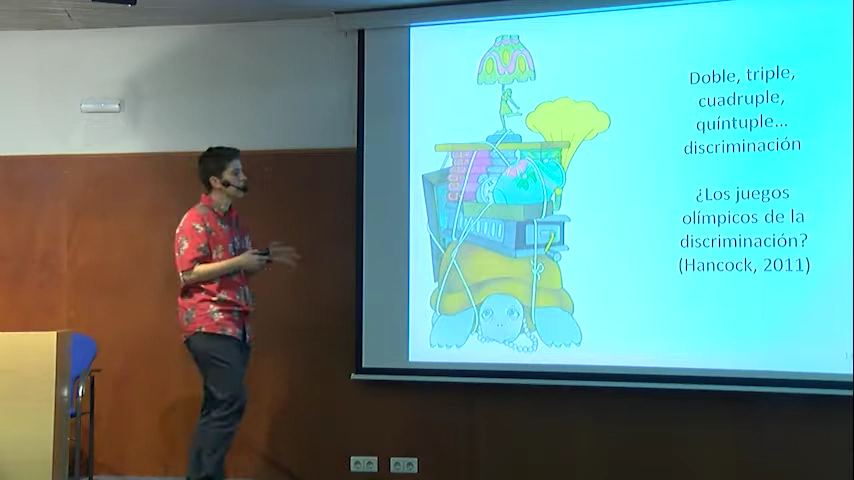 Doble, triple,
cuadruple,
quíntuple...
discriminación
¿Los juegos
olímpicos de la
discriminación?
(Hancock, 2011)